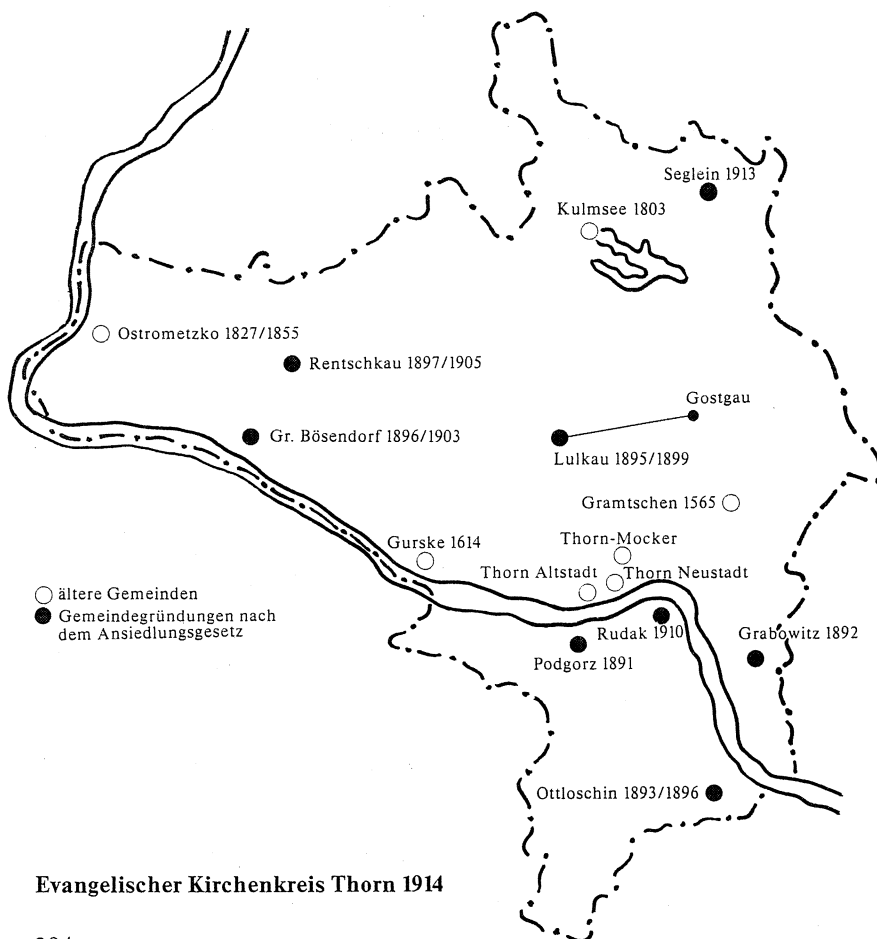 Seglein 1913
Kulmsee 1803
Ostrometzko 1827/1855
Rentschkau 1897/1905
Gostgau
Gr. Bösendorf 1896/1903
Lulkau 1895/1899
Gramtschen 1565
Gurske 1614
Thorn-Mocker
Thorn Altstadt
Thorn Neustadt
ältere Gemeinden
Gemeindegründungen nach
dem Ansiedlungsgesetz
Rudak 1910
Grabowitz 1892
Podgorz 1891
Ottloschin 1893/1896
Evangelischer Kirchenkreis Thorn 1914